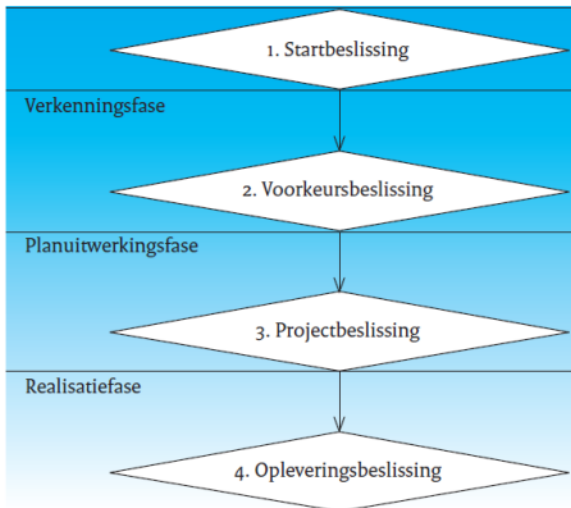 1. Startbeslissing
Verkenningsfase
2. Voorkeursbeslissing
Planuitwerkingsfase
3. Projectbeslissing
Realisatiefase
4. Opleveringsbeslissing